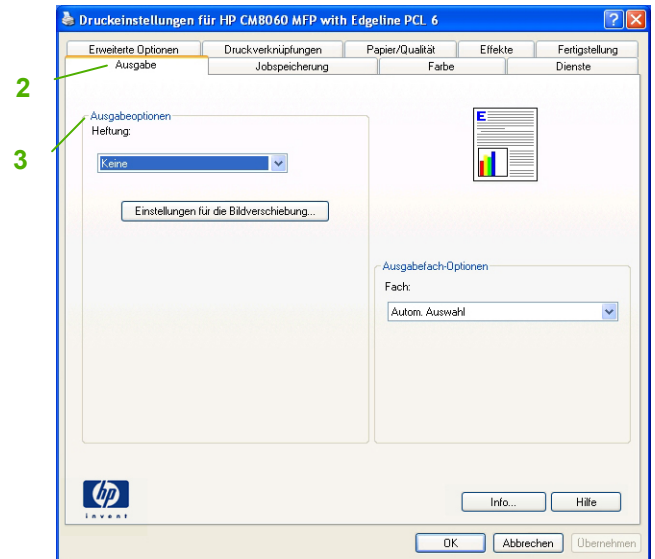 Druckeinstellungen für HP CM8060 MFP with Edgeline PCL 6
Erweiterte Optionen Druckverknüpfungen Papier/Qualität Effekte Fertigstellung
Ausgabe Jobspeicherung Farbe Dienste
2
Ausgabeoptionen
Heftung:
3
Keine
Einstellungen für die Bildverschiebung...
E
Ausgabefach-Optionen
Fach:
Autom. Auswahl
hp
invent
Info... Hilfe
OK Abbrechen Übernehmen